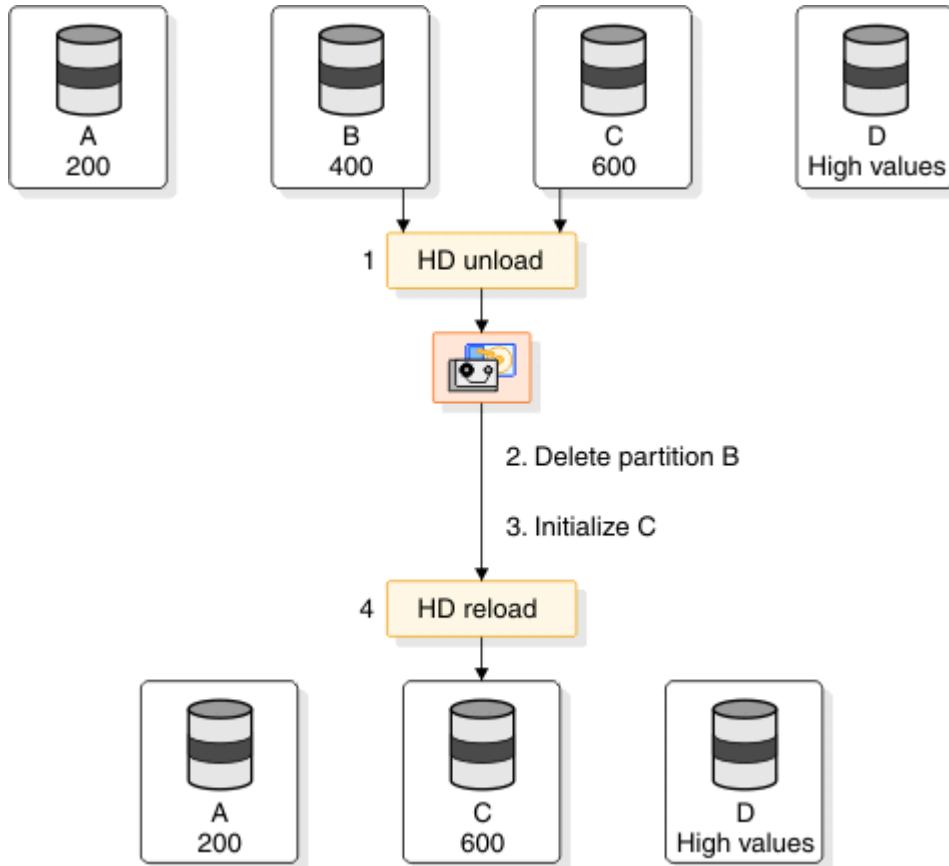 A
200
B
400
C
600
D
High values
1
HD unload
2. Delete partition B
3. Initialize C
4
HD reload
A
200
C
600
D
High values